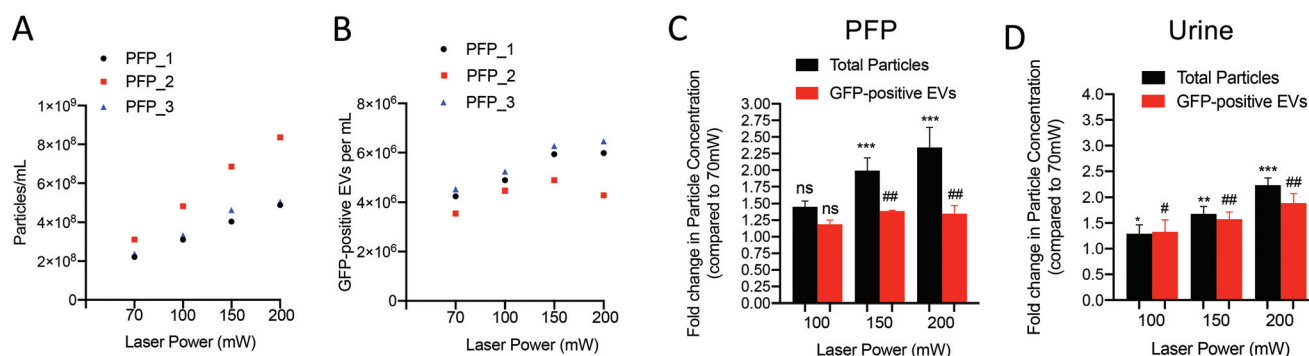 A
PFP_1
PFP_2
PFP_3
Particles/mL
1×10⁹
8×10⁸
6×10⁸
4×10⁸
2×10⁸
0
70 100 150 200
Laser Power (mW)
B
PFP_1
PFP_2
PFP_3
GFP-positive EVs per mL
8×10⁶
6×10⁶
4×10⁶
2×10⁶
0
70 100 150 200
Laser Power (mW)
C PFP
Total Particles
GFP-positive EVs
Fold change in Particle Concentration
(compared to 70mW)
3.00
2.75
2.50
2.25
2.00
1.75
1.50
1.25
1.00
0.75
0.50
0.25
0.00
ns ns *** ## *** ##
100 150 200
Laser Power (mW)
D Urine
Total Particles
GFP-positive EVs
Fold change in Particle Concentration
(compared to 70mW)
4.0
3.5
3.0
2.5
2.0
1.5
1.0
0.5
0.0
* # ** ## *** ##
100 150 200
Laser Power (mW)